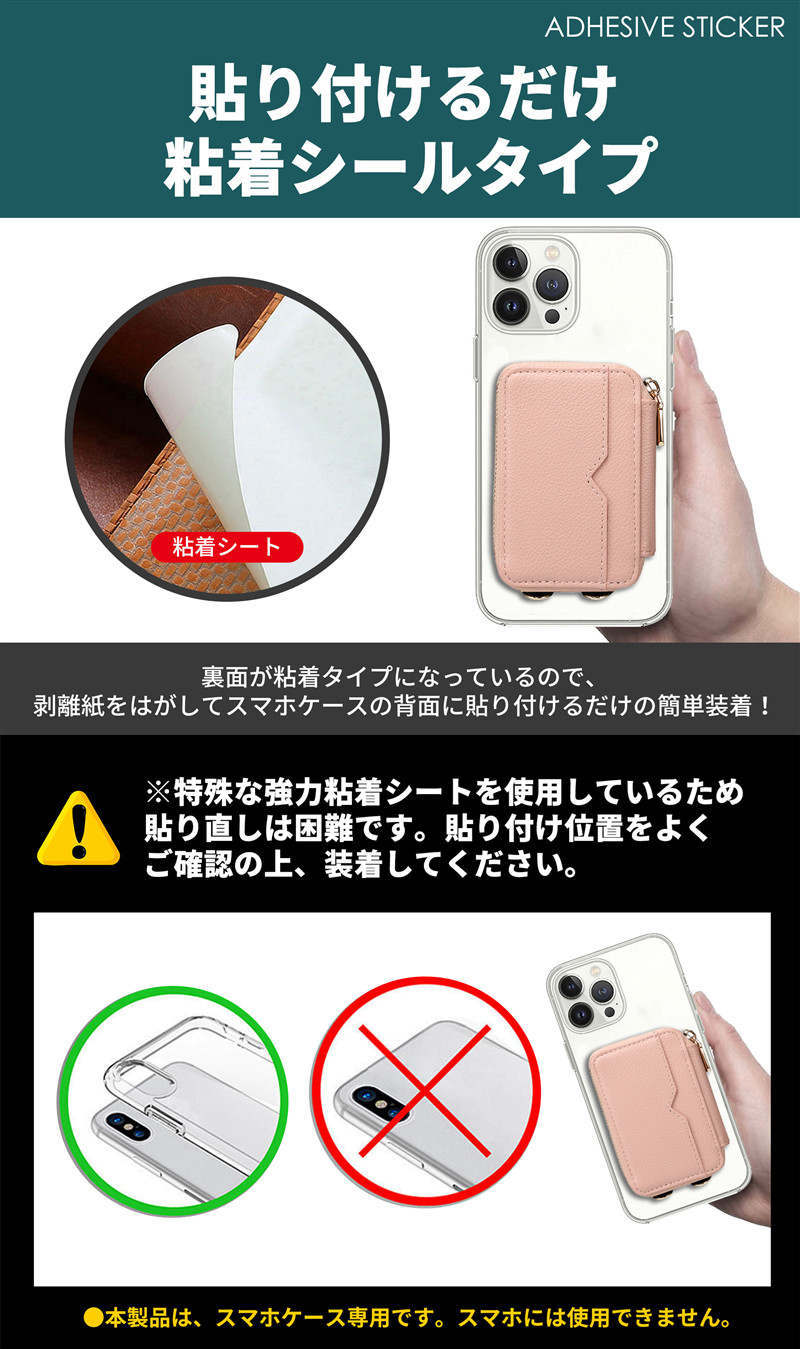 ADHESIVE STICKER
貼り付けるだけ
粘着シールタイプ
粘着シート
裏面が粘着タイプになっているので、
剥離紙をはがしてスマホケースの背面に貼り付けるだけの簡単装着！
※特殊な強力粘着シートを使用しているため
貼り直しは困難です。貼り付け位置をよく
ご確認の上、装着してください。
●本製品は、スマホケース専用です。スマホには使用できません。